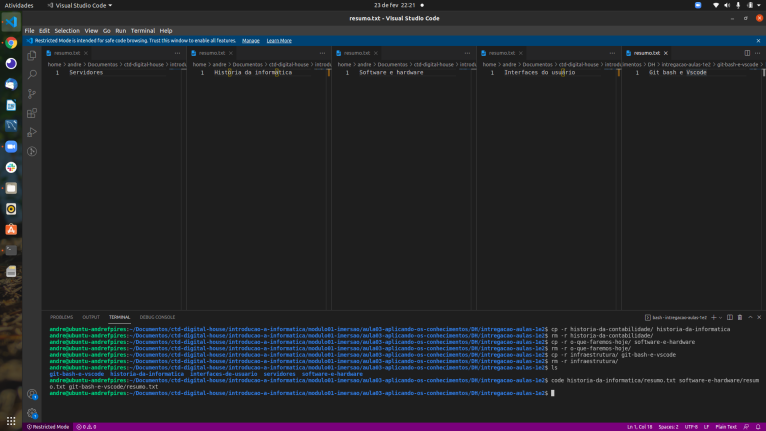 Atividades
Visual Studio Code
23 de fev 22:21
resumo.txt - Visual Studio Code
File Edit Selection View Go Run Terminal Help
Restricted Mode is intended for safe code browsing. Trust this window to enable all features. Manage Learn More
resumo.txt
home > andre > Documentos > ctd-digital-house >
1 Servidores
resumo.txt
home > andre > Documentos > ctd-digital-house >
1 História da informática
resumo.txt
home > andre > Documentos > ctd-digital-house >
1 Software e hardware
resumo.txt
home > andre > Documentos > ctd-digital-house >
1 Interfaces do usuário
resumo.txt
mentos > DH > intregacao-aulas-1e2 > git-bash-e-vscode
1 Git bash e Vscode
PROBLEMS OUTPUT TERMINAL DEBUG CONSOLE
bash - intregacao-aulas-1e2
andre@ubuntu-andrefpires:~/Documentos/ctd-digital-house/introducao-a-informatica/modulo01-imersao/aula03-aplicando-os-conhecimentos/DH/intregacao-aulas-1e2$ cp -r historia-da-contabilidade/ historia-da-informatica
andre@ubuntu-andrefpires:~/Documentos/ctd-digital-house/introducao-a-informatica/modulo01-imersao/aula03-aplicando-os-conhecimentos/DH/intregacao-aulas-1e2$ rm -r historia-da-contabilidade/
andre@ubuntu-andrefpires:~/Documentos/ctd-digital-house/introducao-a-informatica/modulo01-imersao/aula03-aplicando-os-conhecimentos/DH/intregacao-aulas-1e2$ cp -r o-que-faremos-hoje/ software-e-hardware
andre@ubuntu-andrefpires:~/Documentos/ctd-digital-house/introducao-a-informatica/modulo01-imersao/aula03-aplicando-os-conhecimentos/DH/intregacao-aulas-1e2$ rm -r o-que-faremos-hoje/
andre@ubuntu-andrefpires:~/Documentos/ctd-digital-house/introducao-a-informatica/modulo01-imersao/aula03-aplicando-os-conhecimentos/DH/intregacao-aulas-1e2$ cp -r infraestrutura/ git-bash-e-vscode
andre@ubuntu-andrefpires:~/Documentos/ctd-digital-house/introducao-a-informatica/modulo01-imersao/aula03-aplicando-os-conhecimentos/DH/intregacao-aulas-1e2$ rm -r infraestrutura/
andre@ubuntu-andrefpires:~/Documentos/ctd-digital-house/introducao-a-informatica/modulo01-imersao/aula03-aplicando-os-conhecimentos/DH/intregacao-aulas-1e2$ ls
git-bash-e-vscode historia-da-informatica interfaces-de-usuario servidores software-e-hardware
andre@ubuntu-andrefpires:~/Documentos/ctd-digital-house/introducao-a-informatica/modulo01-imersao/aula03-aplicando-os-conhecimentos/DH/intregacao-aulas-1e2$ code historia-da-informatica/resumo.txt software-e-hardware/resum
o.txt git-bash-e-vscode/resumo.txt
andre@ubuntu-andrefpires:~/Documentos/ctd-digital-house/introducao-a-informatica/modulo01-imersao/aula03-aplicando-os-conhecimentos/DH/intregacao-aulas-1e2$
Restricted Mode 0 0
Ln 1, Col 18 Spaces: 2 UTF-8 LF Plain Text